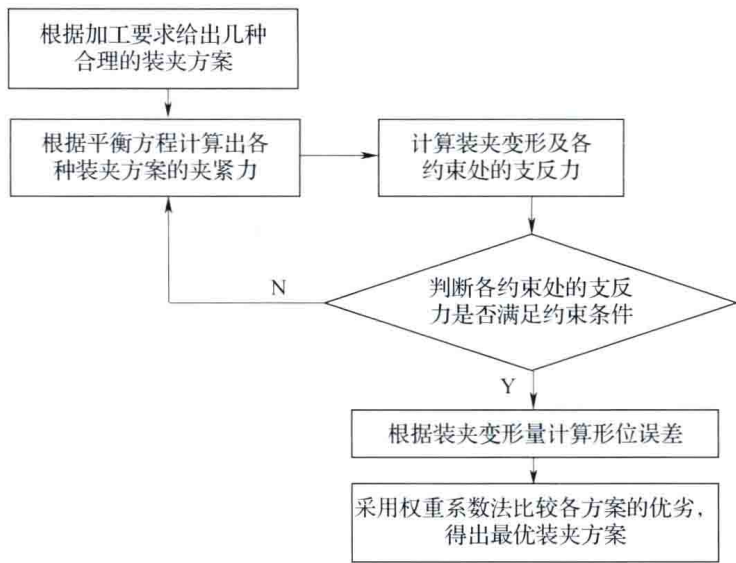 根据加工要求给出几种
合理的装夹方案
根据平衡方程计算出各
种装夹方案的夹紧力
计算装夹变形及各
约束处的支反力
判断各约束处的支反
力是否满足约束条件
N
Y
根据装夹变形量计算形位误差
采用权重系数法比较各方案的优劣,
得出最优装夹方案